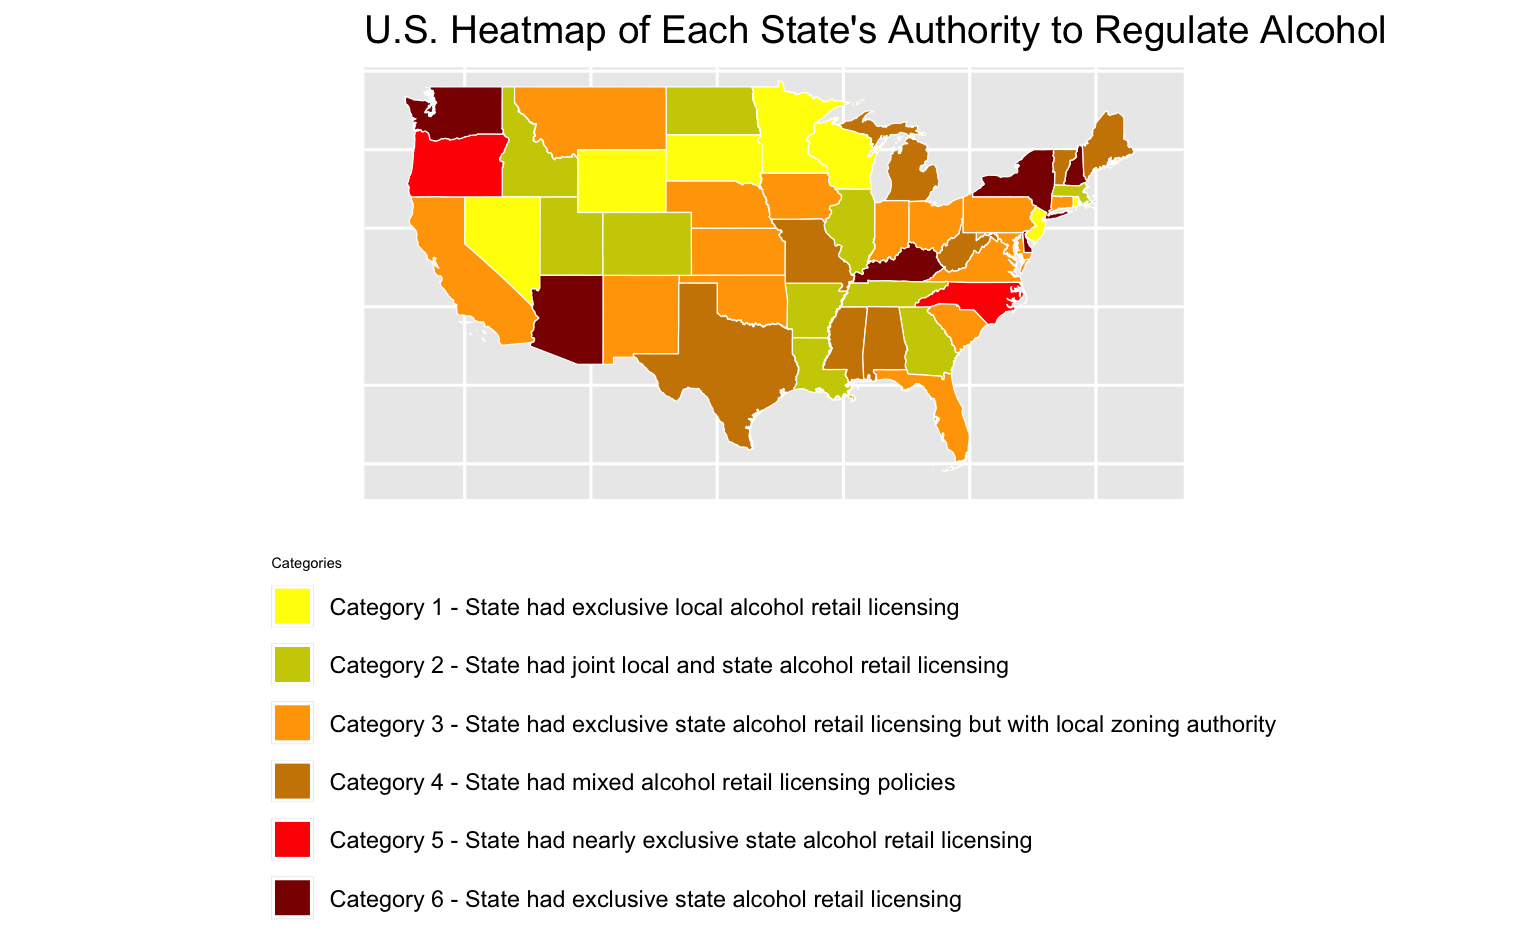 U.S. Heatmap of Each State's Authority to Regulate Alcohol
Categories
Category 1 - State had exclusive local alcohol retail licensing
Category 2 - State had joint local and state alcohol retail licensing
Category 3 - State had exclusive state alcohol retail licensing but with local zoning authority
Category 4 - State had mixed alcohol retail licensing policies
Category 5 - State had nearly exclusive state alcohol retail licensing
Category 6 - State had exclusive state alcohol retail licensing